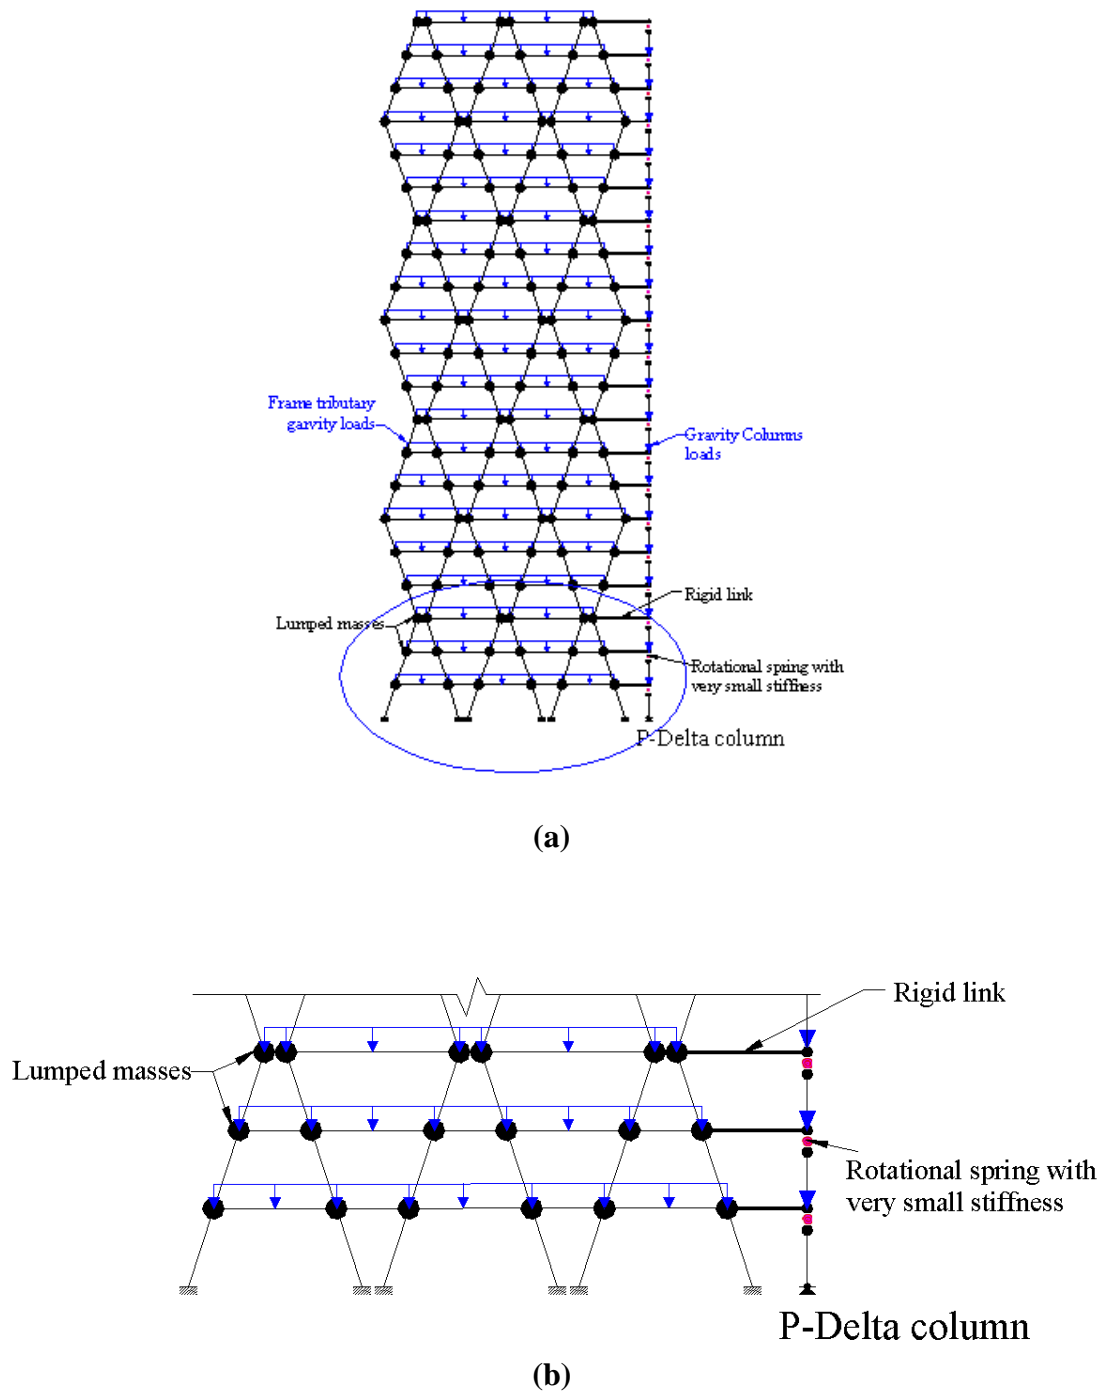 Frame tributary
garvity loads
Gravity Columns
loads
Rigid link
Lumped masses
Rotational spring with
very small stiffness
P-Delta column
(a)
Rigid link
Lumped masses
Rotational spring with
very small stiffness
P-Delta column
(b)